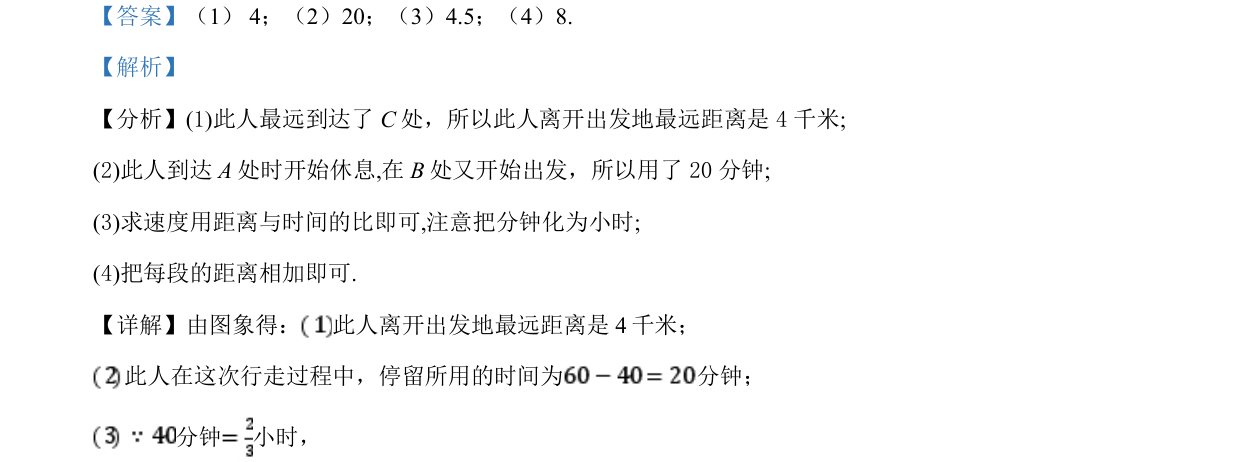 【答案】（1） 4；（2）20；（3）4.5；（4）8.
【解析】
【分析】(1)此人最远到达了 C 处，所以此人离开出发地最远距离是 4 千米;
(2)此人到达 A 处时开始休息,在 B 处又开始出发，所以用了 20 分钟;
(3)求速度用距离与时间的比即可,注意把分钟化为小时;
(4)把每段的距离相加即可.
【详解】由图象得：(1)此人离开出发地最远距离是 4 千米；
(2)此人在这次行走过程中，停留所用的时间为60 − 40 = 20分钟；
(3) ∵ 40分钟= 2/3小时，